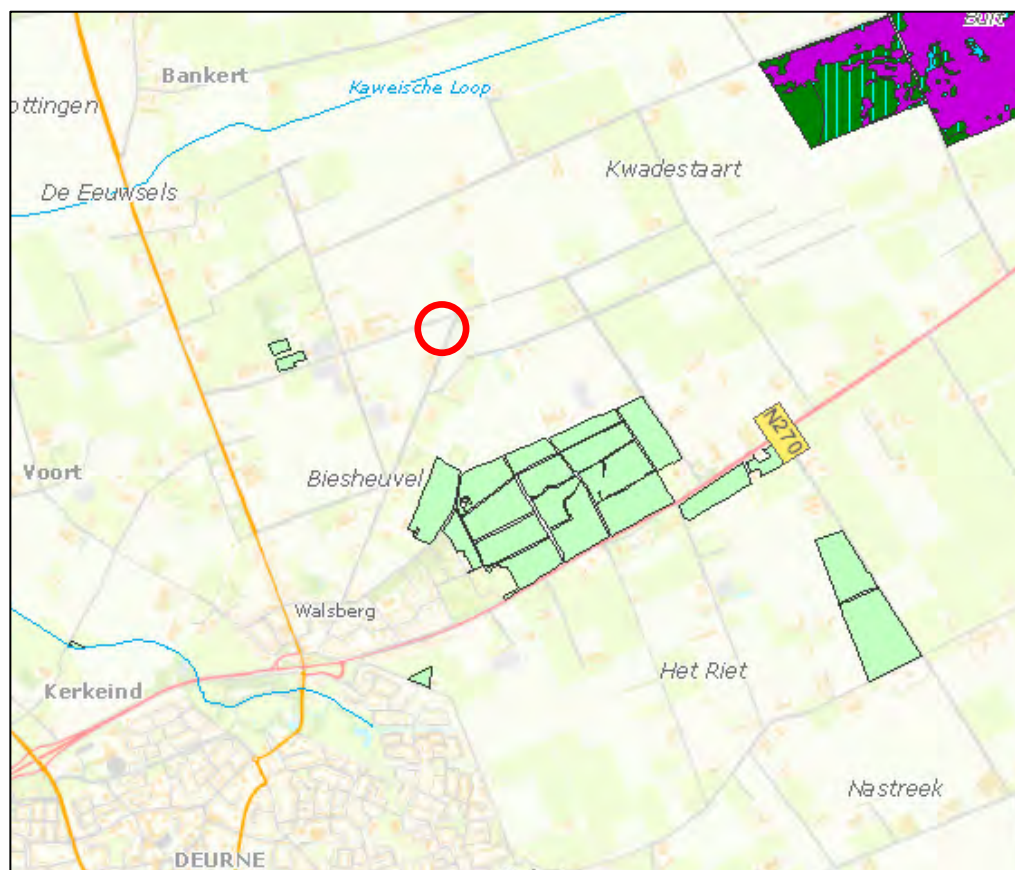 Bankert
Kaweische Loop
ottingen
Kwadestaart
De Eeuwsels
N270
Voort
Biesheuvel
Walsberg
Het Riet
Kerkeind
Nastreek
DEURNE